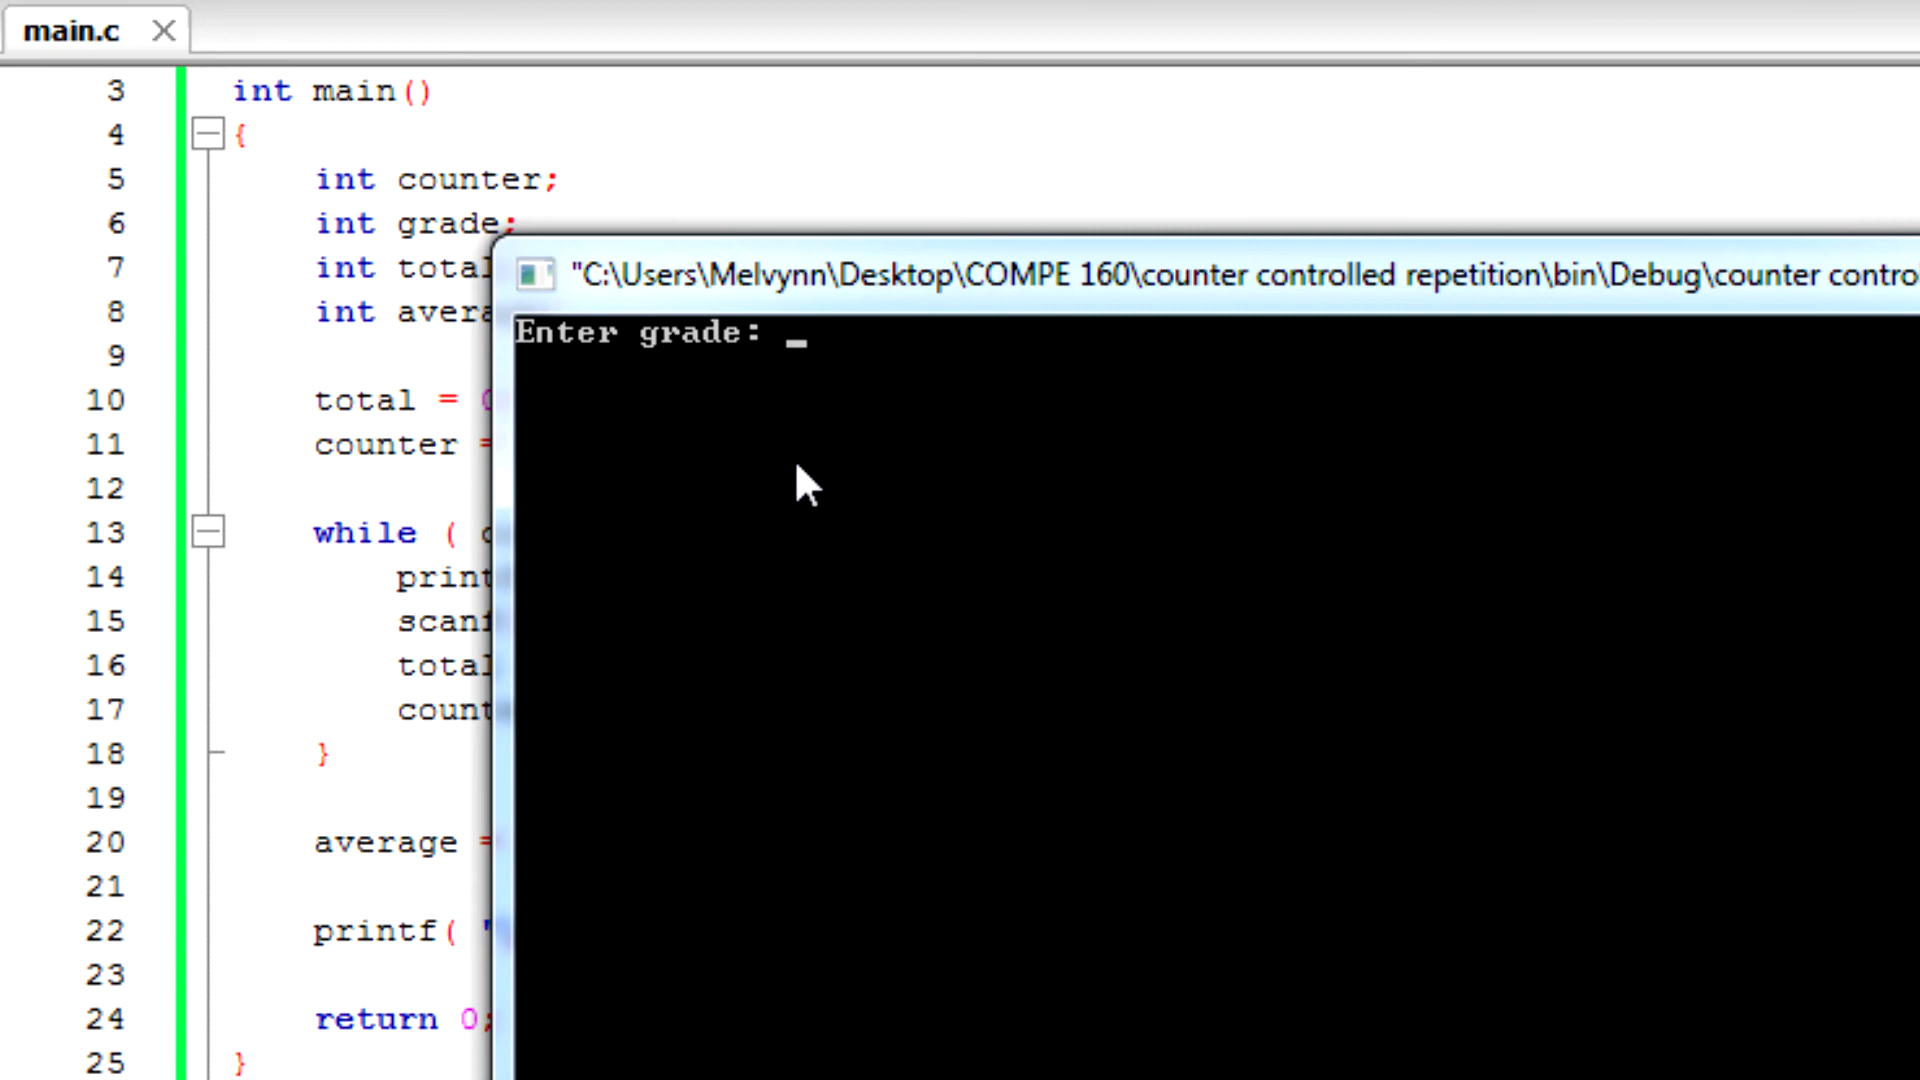 main.c
3 int main()
4 {
5 int counter;
6 int grade;
7 int total
8 int avera
9
10 total = 0
11 counter =
12
13 while ( c
14 print
15 scanf
16 total
17 count
18 }
19
20 average =
21
22 printf( "
23
24 return 0;
25 }
"C:\Users\Melvynn\Desktop\COMPE 160\counter controlled repetition\bin\Debug\counter control
Enter grade: _